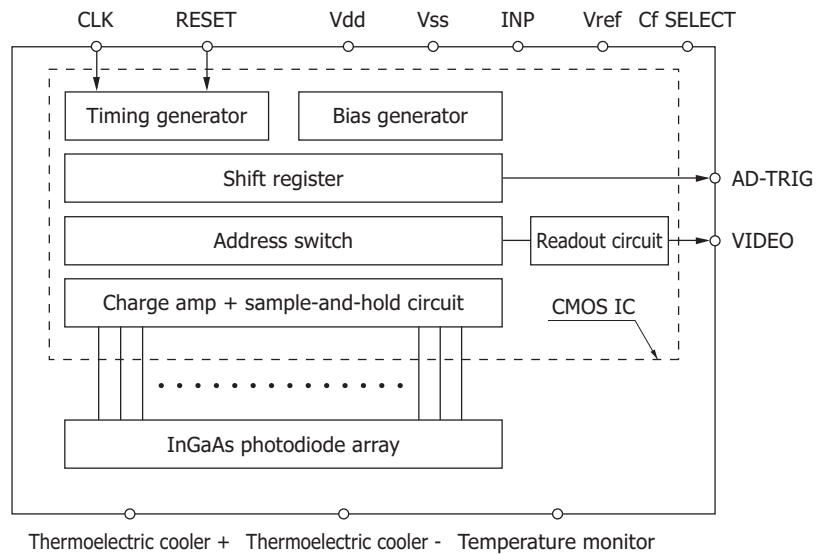 CLK RESET Vdd Vss INP Vref Cf SELECT
Timing generator Bias generator
Shift register AD-TRIG
Address switch Readout circuit VIDEO
Charge amp + sample-and-hold circuit
CMOS IC
InGaAs photodiode array
Thermoelectric cooler + Thermoelectric cooler - Temperature monitor